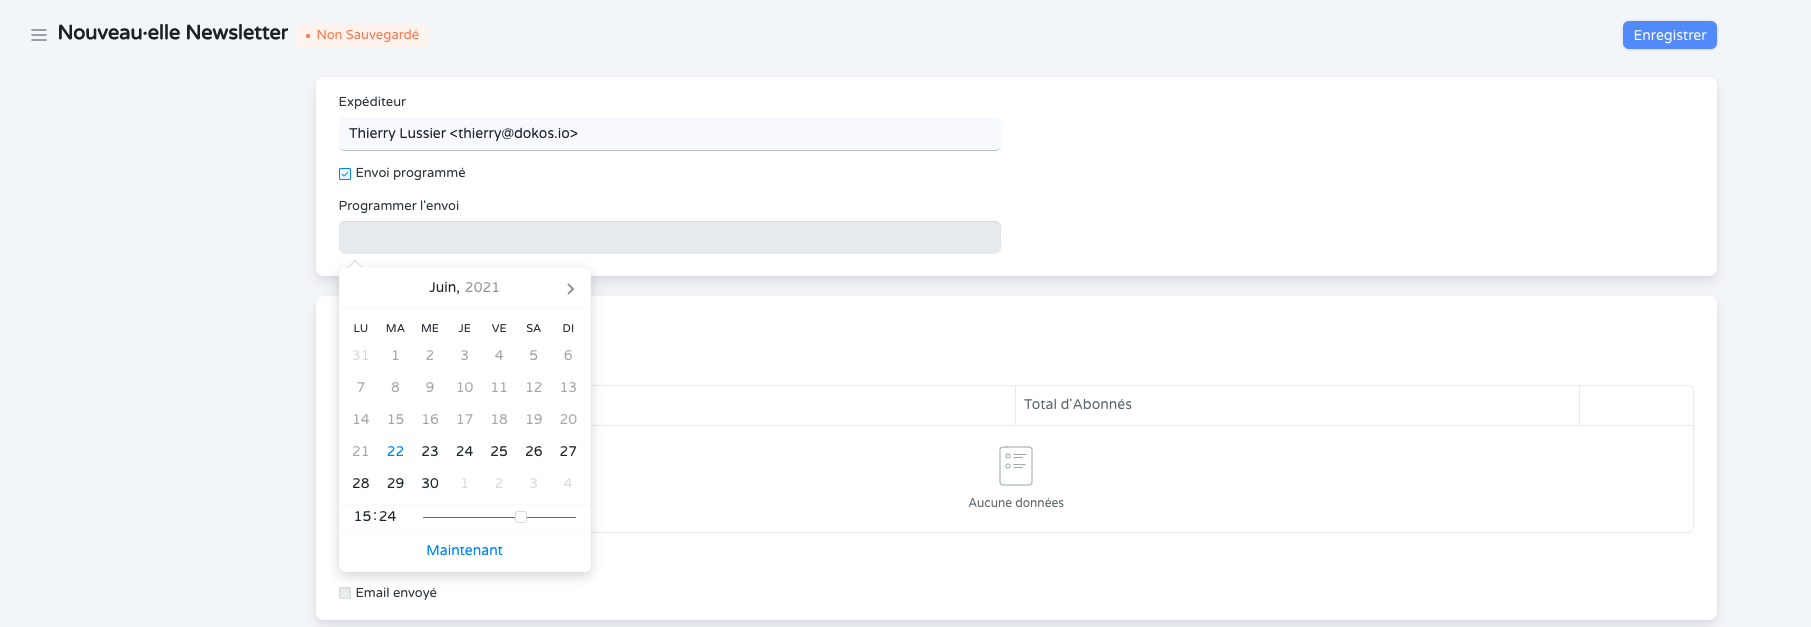 Nouveau·elle Newsletter
• Non Sauvegardé
Enregistrer
Expéditeur
Thierry Lussier <thierry@dokos.io>
Envoi programmé
Programmer l'envoi
Juin, 2021
LU MA ME JE VE SA DI
31 1 2 3 4 5 6
7 8 9 10 11 12 13
14 15 16 17 18 19 20
21 22 23 24 25 26 27
28 29 30 1 2 3 4
15:24
Maintenant
Total d'Abonnés
Aucune données
Email envoyé